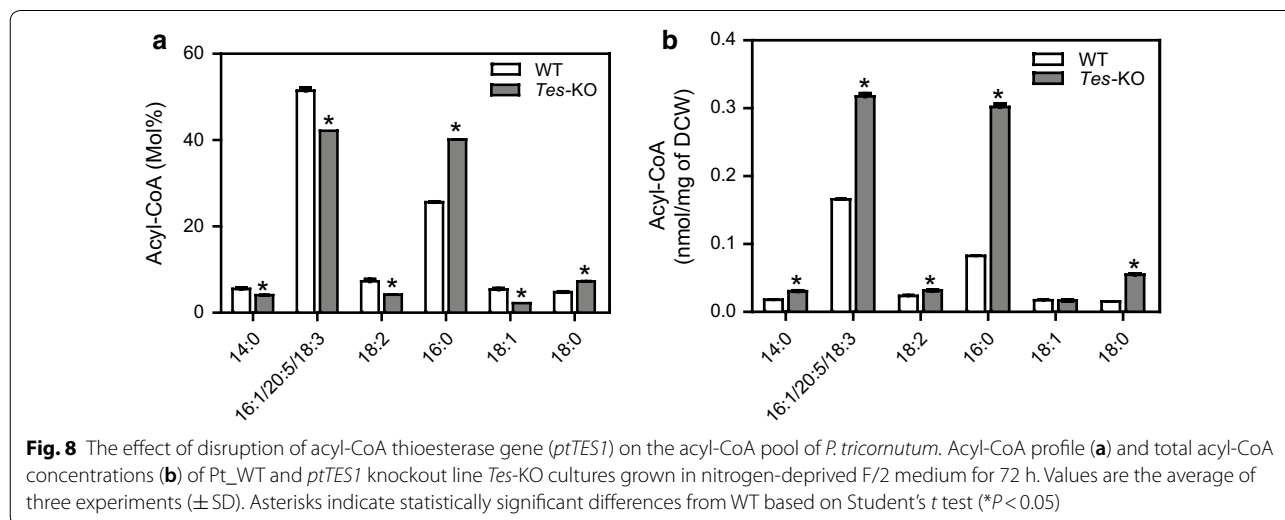 a
b
60
40
20
0
Acyl-CoA (Mol%)
WT
Tes-KO
*
*
*
*
*
*
14:0
16:1/20:5/18:3
18:2
16:0
18:1
18:0
0.4
0.3
0.2
0.1
0.0
Acyl-CoA
(nmol/mg of DCW)
WT
Tes-KO
*
*
*
*
*
14:0
16:1/20:5/18:3
18:2
16:0
18:1
18:0
Fig. 8 The effect of disruption of acyl-CoA thioesterase gene (ptTES1) on the acyl-CoA pool of P. tricornutum. Acyl-CoA profile (a) and total acyl-CoA
concentrations (b) of Pt_WT and ptTES1 knockout line Tes-KO cultures grown in nitrogen-deprived F/2 medium for 72 h. Values are the average of
three experiments (± SD). Asterisks indicate statistically significant differences from WT based on Student's t test (*P < 0.05)